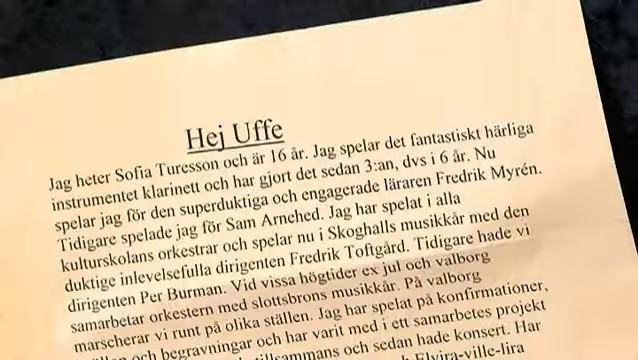 Hej Uffe
Jag heter Sofia Turesson och är 16 år. Jag spelar det fantastiskt härliga
instrumentet klarinett och har gjort det sedan 3:an, dvs i 6 år. Nu
spelar jag för den superduktiga och engagerade läraren Fredrik Myrén.
Tidigare spelade jag för Sam Arnehed. Jag har spelat i alla
kulturskolans orkestrar och spelar nu i Skoghalls musikkår med den
duktige inlevelsefulla dirigenten Fredrik Toftgård. Tidigare hade vi
dirigenten Per Burman. Vid vissa högtider ex jul och valborg
samarbetar orkestern med slottsbrons musikkår. På valborg
marscherar vi runt på olika ställen. Jag har spelat på konfirmationer,
och begravningar och har varit med i ett samarbetes projekt
tillsammans och sedan hade konsert. Har
Elvira-ville-lira